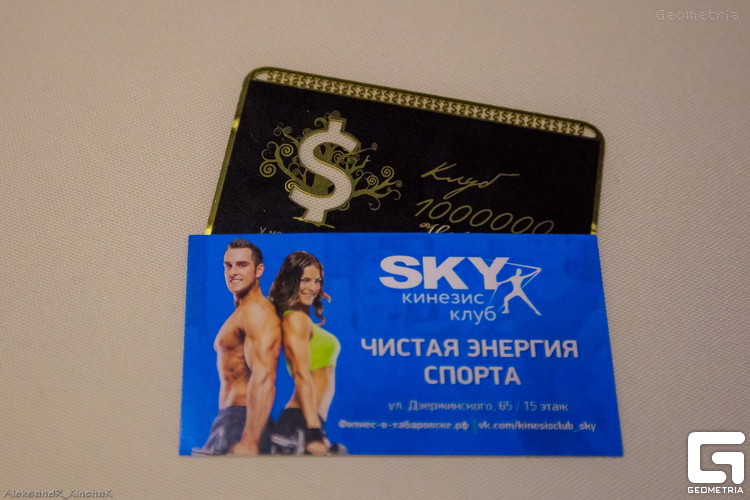 Geometria
$
Клуб
1000000
SKY
кинезис
клуб
ЧИСТАЯ ЭНЕРГИЯ
СПОРТА
ул. Дзержинского, 65 / 15 этаж
Фитнес-в-хабаровске.рф | vk.com/kinesisclub_sky
AleksandR_KinchaK
GEOMETRIA